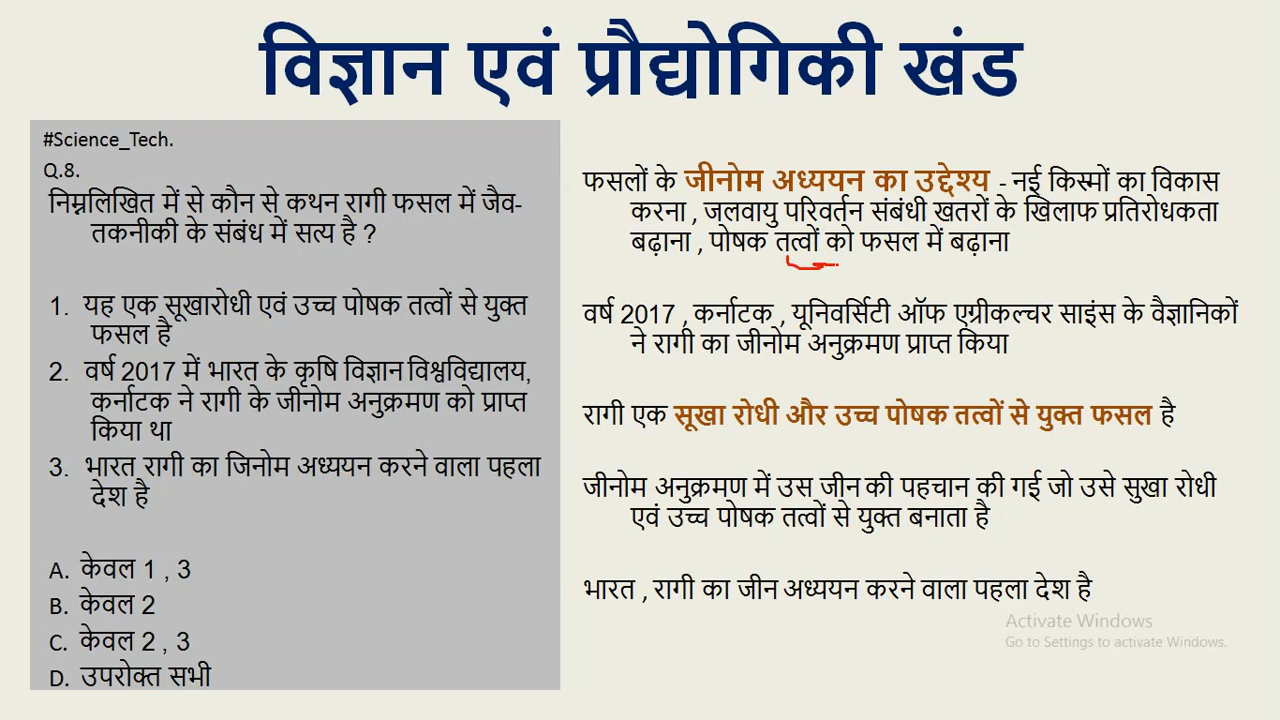 विज्ञान एवं प्रौद्योगिकी खंड
#Science_Tech.
Q.8.
निम्नलिखित में से कौन से कथन रागी फसल में जैव-
तकनीकी के संबंध में सत्य है ?
1. यह एक सूखारोधी एवं उच्च पोषक तत्वों से युक्त
फसल है
2. वर्ष 2017 में भारत के कृषि विज्ञान विश्वविद्यालय,
कर्नाटक ने रागी के जीनोम अनुक्रमण को प्राप्त
किया था
3. भारत रागी का जिनोम अध्ययन करने वाला पहला
देश है
A. केवल 1 , 3
B. केवल 2
C. केवल 2 , 3
D. उपरोक्त सभी
फसलों के जीनोम अध्ययन का उद्देश्य - नई किस्मों का विकास
करना , जलवायु परिवर्तन संबंधी खतरों के खिलाफ प्रतिरोधकता
बढ़ाना , पोषक तत्वों को फसल में बढ़ाना
वर्ष 2017 , कर्नाटक , यूनिवर्सिटी ऑफ एग्रीकल्चर साइंस के वैज्ञानिकों
ने रागी का जीनोम अनुक्रमण प्राप्त किया
रागी एक सूखा रोधी और उच्च पोषक तत्वों से युक्त फसल है
जीनोम अनुक्रमण में उस जीन की पहचान की गई जो उसे सुखा रोधी
एवं उच्च पोषक तत्वों से युक्त बनाता है
भारत , रागी का जीन अध्ययन करने वाला पहला देश है
Activate Windows
Go to Settings to activate Windows.